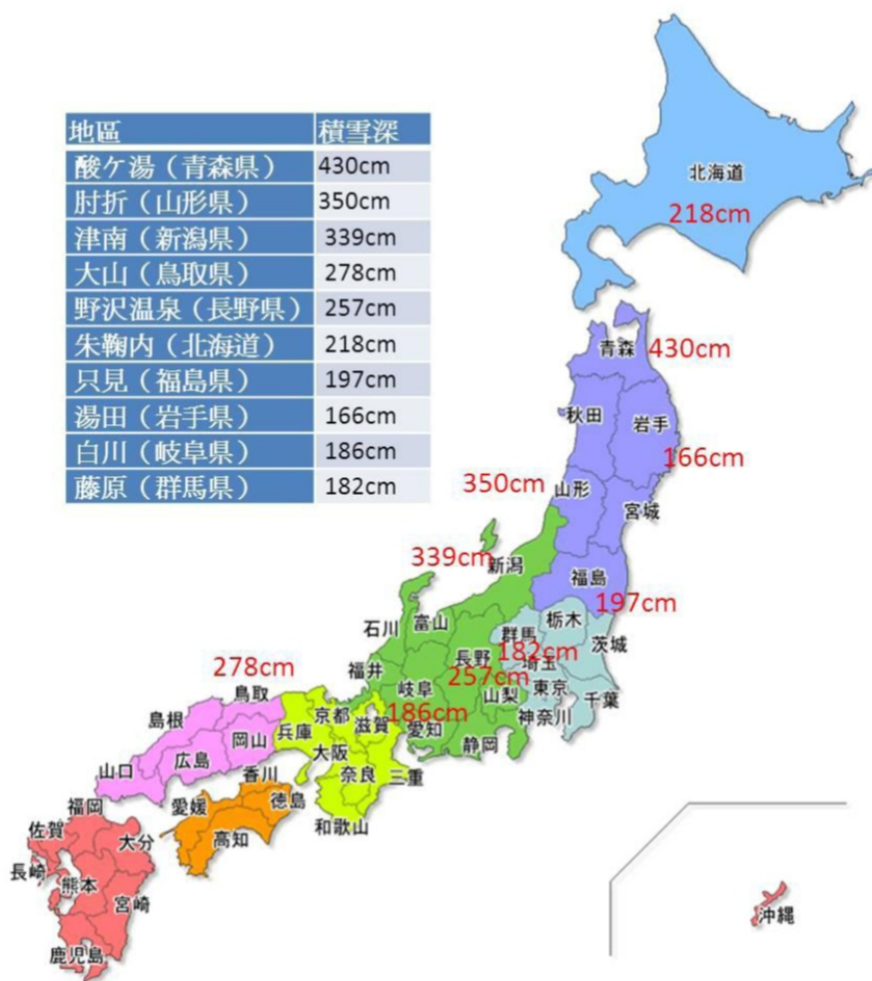 地區 積雪深
酸ケ湯（青森県） 430cm
肘折（山形県） 350cm
津南（新潟県） 339cm
大山（鳥取県） 278cm
野沢温泉（長野県） 257cm
朱鞠内（北海道） 218cm
只見（福島県） 197cm
湯田（岩手県） 166cm
白川（岐阜県） 186cm
藤原（群馬県） 182cm
北海道
218cm
青森 430cm
秋田 岩手
166cm
350cm 山形
宮城
339cm 新潟
福島
197cm
石川 富山 群馬 栃木 茨城
182cm
278cm 福井 長野 埼玉
257cm
鳥取 岐阜 山梨 東京 千葉
186cm
島根 兵庫 京都 滋賀 愛知 神奈川
岡山 静岡
山口 広島 大阪 奈良 三重
香川
福岡 愛媛 徳島
佐賀 大分 高知 和歌山
長崎 熊本
宮崎 沖縄
鹿児島